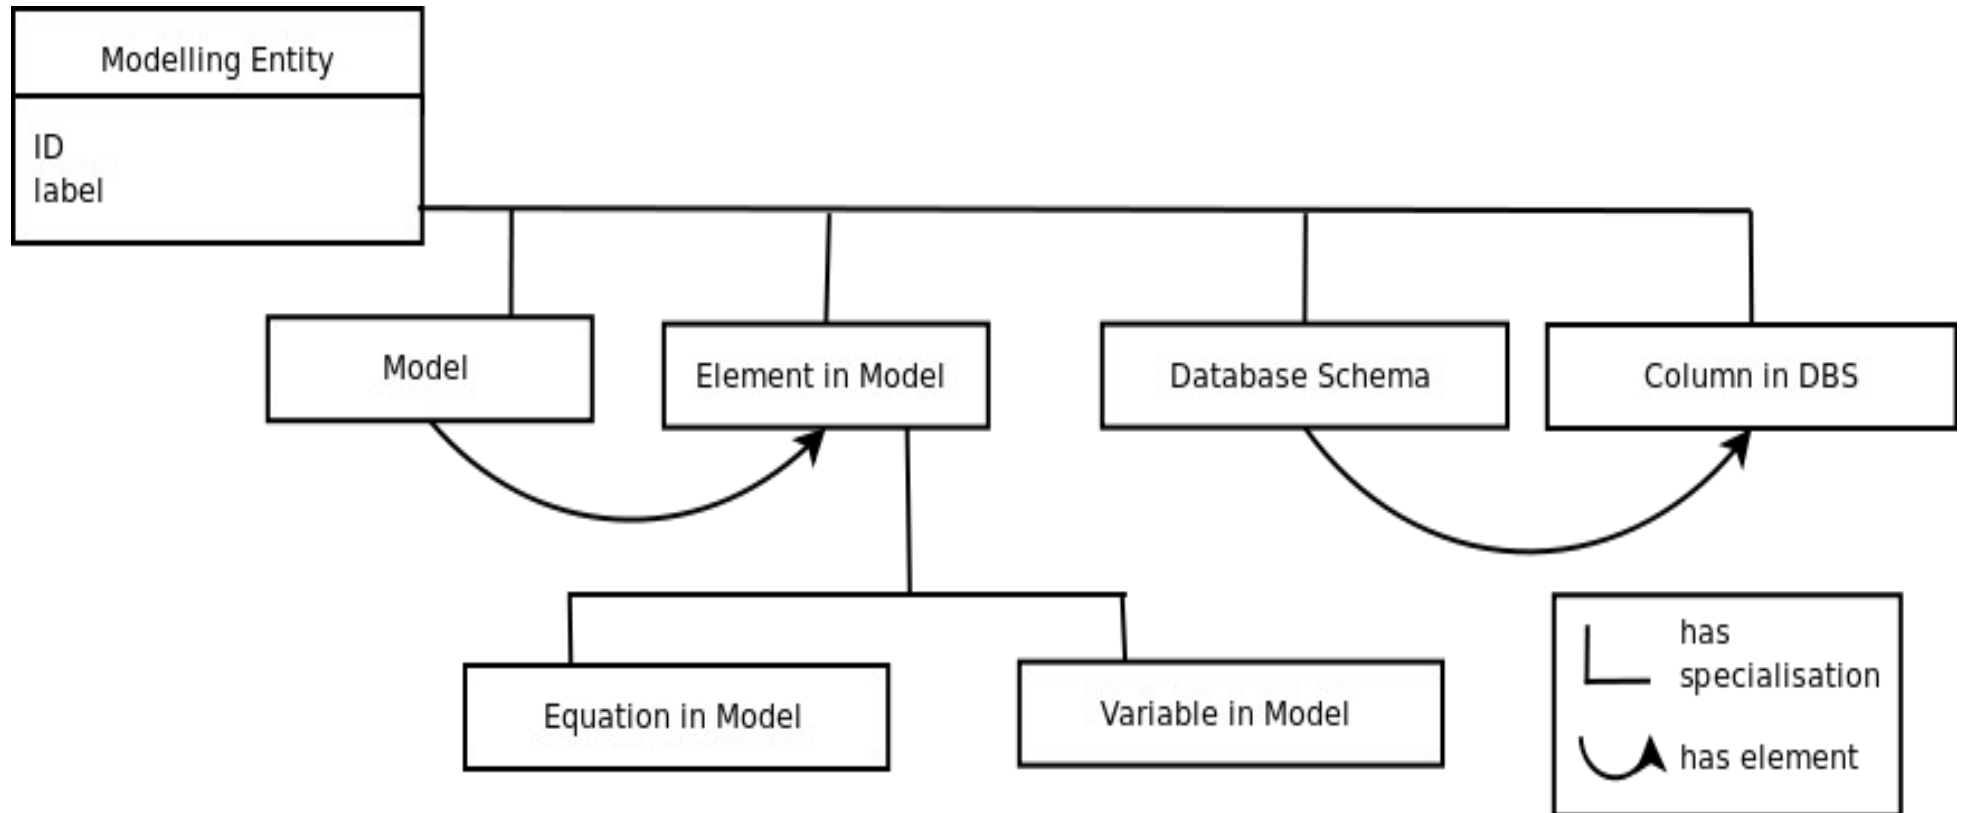 Modelling Entity
ID
label
Model
Element in Model
Database Schema
Column in DBS
Equation in Model
Variable in Model
has
specialisation
has element